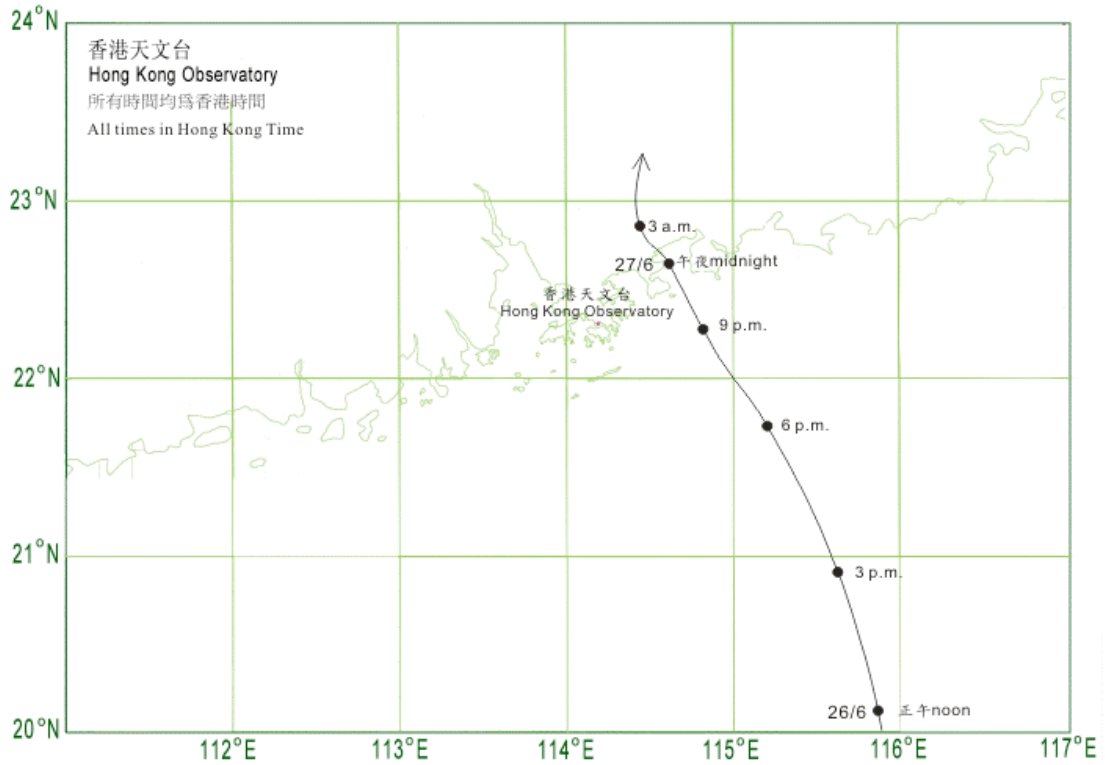 24°N
香港天文台
Hong Kong Observatory
所有時間均爲香港時間
All times in Hong Kong Time
23°N
3 a.m.
27/6
午夜midnight
香港天文台
Hong Kong Observatory
9 p.m.
22°N
6 p.m.
21°N
3 p.m.
26/6
正午noon
20°N
112°E
113°E
114°E
115°E
116°E
117°E